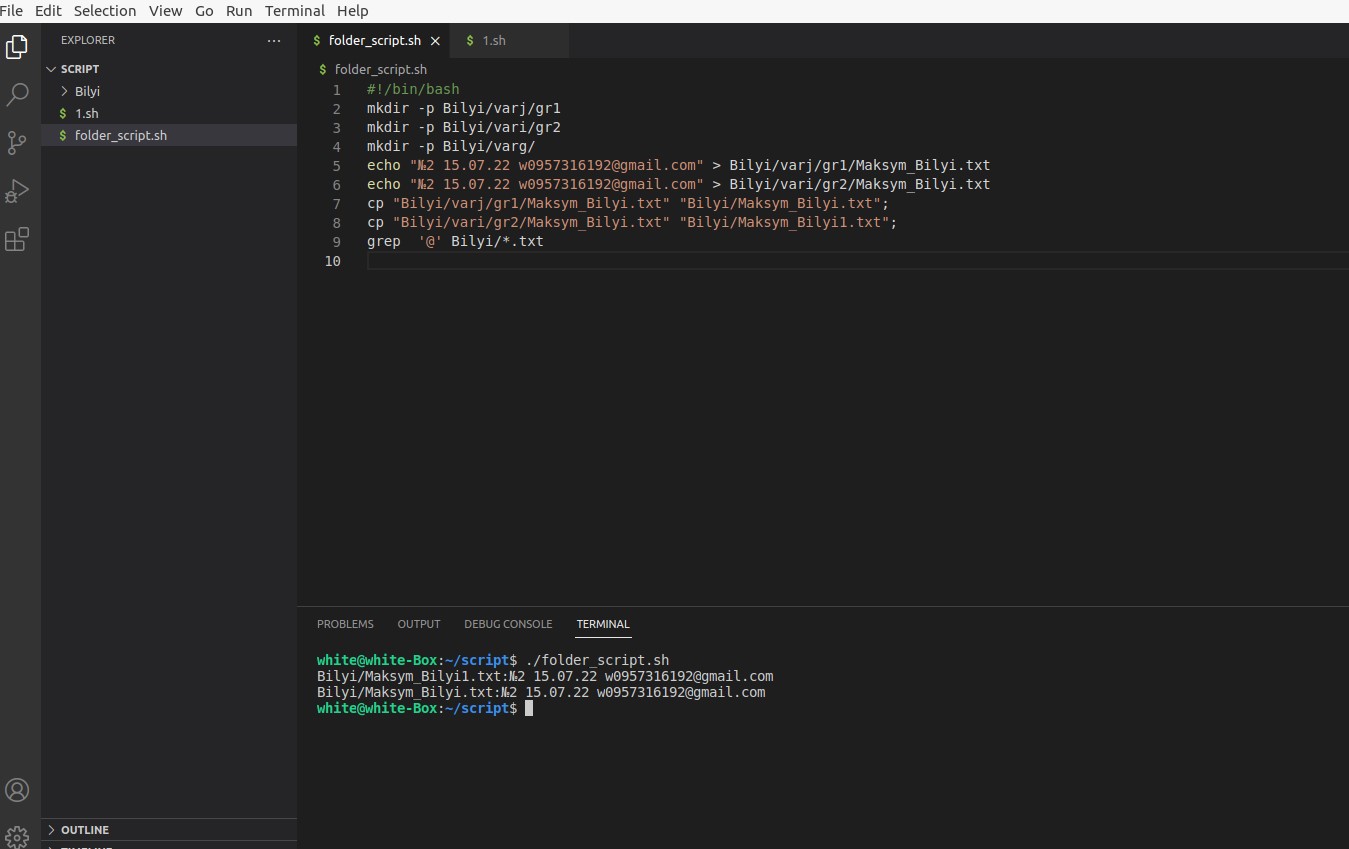 File Edit Selection View Go Run Terminal Help
EXPLORER ...
SCRIPT
Bilyi
$ 1.sh
$ folder_script.sh
OUTLINE
$ folder_script.sh × $ 1.sh
$ folder_script.sh
1 #!/bin/bash
2 mkdir -p Bilyi/varj/gr1
3 mkdir -p Bilyi/vari/gr2
4 mkdir -p Bilyi/varg/
5 echo "№2 15.07.22 w0957316192@gmail.com" > Bilyi/varj/gr1/Maksym_Bilyi.txt
6 echo "№2 15.07.22 w0957316192@gmail.com" > Bilyi/vari/gr2/Maksym_Bilyi.txt
7 cp "Bilyi/varj/gr1/Maksym_Bilyi.txt" "Bilyi/Maksym_Bilyi.txt";
8 cp "Bilyi/vari/gr2/Maksym_Bilyi.txt" "Bilyi/Maksym_Bilyi1.txt";
9 grep  '@' Bilyi/*.txt
10
PROBLEMS OUTPUT DEBUG CONSOLE TERMINAL
white@white-Box:~/script$ ./folder_script.sh
Bilyi/Maksym_Bilyi1.txt:№2 15.07.22 w0957316192@gmail.com
Bilyi/Maksym_Bilyi.txt:№2 15.07.22 w0957316192@gmail.com
white@white-Box:~/script$